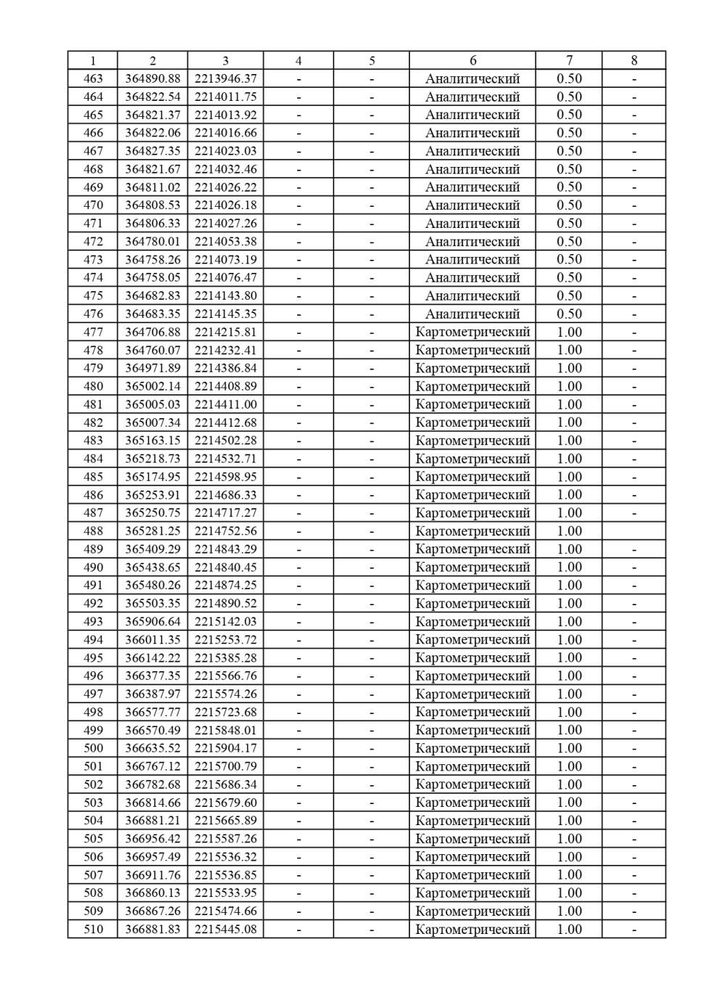 1 2 3 4 5 6 7 8
463 364890.88 2213946.37 - - Аналитический 0.50 -
464 364822.54 2214011.75 - - Аналитический 0.50 -
465 364821.37 2214013.92 - - Аналитический 0.50 -
466 364822.06 2214016.66 - - Аналитический 0.50 -
467 364827.35 2214023.03 - - Аналитический 0.50 -
468 364821.67 2214032.46 - - Аналитический 0.50 -
469 364811.02 2214026.22 - - Аналитический 0.50 -
470 364808.53 2214026.18 - - Аналитический 0.50 -
471 364806.33 2214027.26 - - Аналитический 0.50 -
472 364780.01 2214053.38 - - Аналитический 0.50 -
473 364758.26 2214073.19 - - Аналитический 0.50 -
474 364758.05 2214076.47 - - Аналитический 0.50 -
475 364682.83 2214143.80 - - Аналитический 0.50 -
476 364683.35 2214145.35 - - Аналитический 0.50 -
477 364706.88 2214215.81 - - Картометрический 1.00 -
478 364760.07 2214232.41 - - Картометрический 1.00 -
479 364971.89 2214386.84 - - Картометрический 1.00 -
480 365002.14 2214408.89 - - Картометрический 1.00 -
481 365005.03 2214411.00 - - Картометрический 1.00 -
482 365007.34 2214412.68 - - Картометрический 1.00 -
483 365163.15 2214502.28 - - Картометрический 1.00 -
484 365218.73 2214532.71 - - Картометрический 1.00 -
485 365174.95 2214598.95 - - Картометрический 1.00 -
486 365253.91 2214686.33 - - Картометрический 1.00 -
487 365250.75 2214717.27 - - Картометрический 1.00 -
488 365281.25 2214752.56 - - Картометрический 1.00
489 365409.29 2214843.29 - - Картометрический 1.00 -
490 365438.65 2214840.45 - - Картометрический 1.00 -
491 365480.26 2214874.25 - - Картометрический 1.00 -
492 365503.35 2214890.52 - - Картометрический 1.00 -
493 365906.64 2215142.03 - - Картометрический 1.00 -
494 366011.35 2215253.72 - - Картометрический 1.00 -
495 366142.22 2215385.28 - - Картометрический 1.00 -
496 366377.35 2215566.76 - - Картометрический 1.00 -
497 366387.97 2215574.26 - - Картометрический 1.00 -
498 366577.77 2215723.68 - - Картометрический 1.00 -
499 366570.49 2215848.01 - - Картометрический 1.00 -
500 366635.52 2215904.17 - - Картометрический 1.00 -
501 366767.12 2215700.79 - - Картометрический 1.00 -
502 366782.68 2215686.34 - - Картометрический 1.00 -
503 366814.66 2215679.60 - - Картометрический 1.00 -
504 366881.21 2215665.89 - - Картометрический 1.00 -
505 366956.42 2215587.26 - - Картометрический 1.00 -
506 366957.49 2215536.32 - - Картометрический 1.00 -
507 366911.76 2215536.85 - - Картометрический 1.00 -
508 366860.13 2215533.95 - - Картометрический 1.00 -
509 366867.26 2215474.66 - - Картометрический 1.00 -
510 366881.83 2215445.08 - - Картометрический 1.00 -